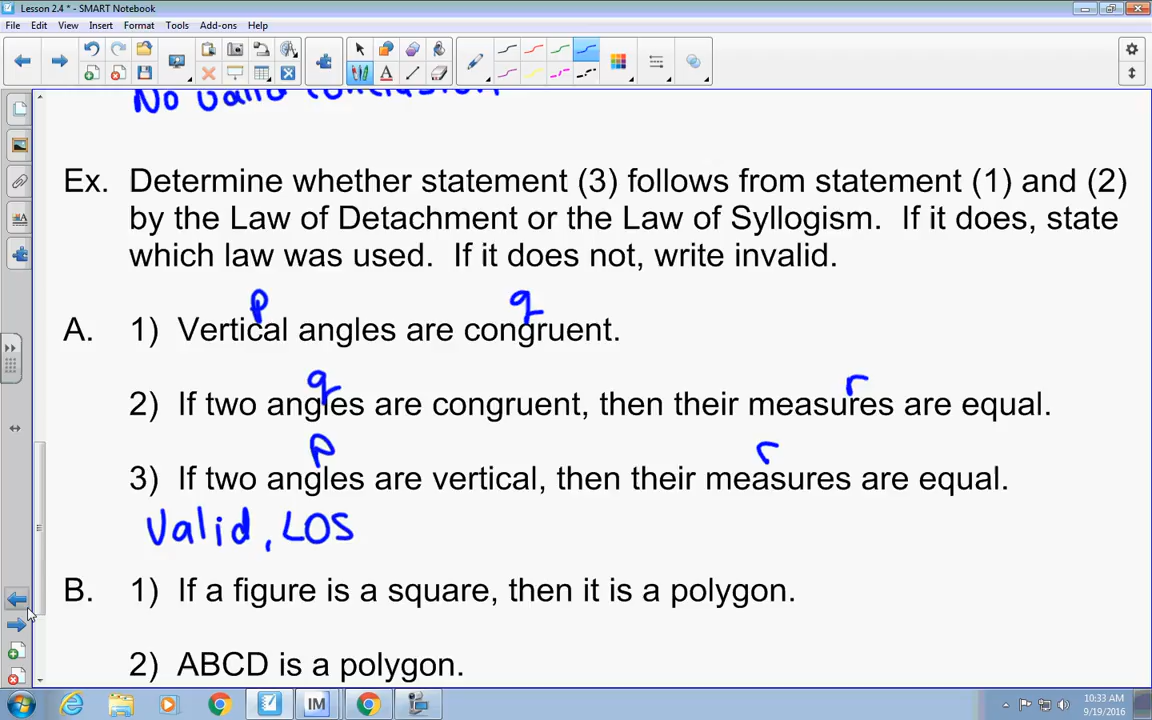 Lesson 2.4 * - SMART Notebook
File Edit View Insert Format Tools Add-ons Help
No valid conclusion
Ex. Determine whether statement (3) follows from statement (1) and (2)
by the Law of Detachment or the Law of Syllogism. If it does, state
which law was used. If it does not, write invalid.
p q
A. 1) Vertical angles are congruent.
q r
2) If two angles are congruent, then their measures are equal.
p r
3) If two angles are vertical, then their measures are equal.
Valid, LOS
B. 1) If a figure is a square, then it is a polygon.
2) ABCD is a polygon.
IM
10:33 AM
9/19/2016